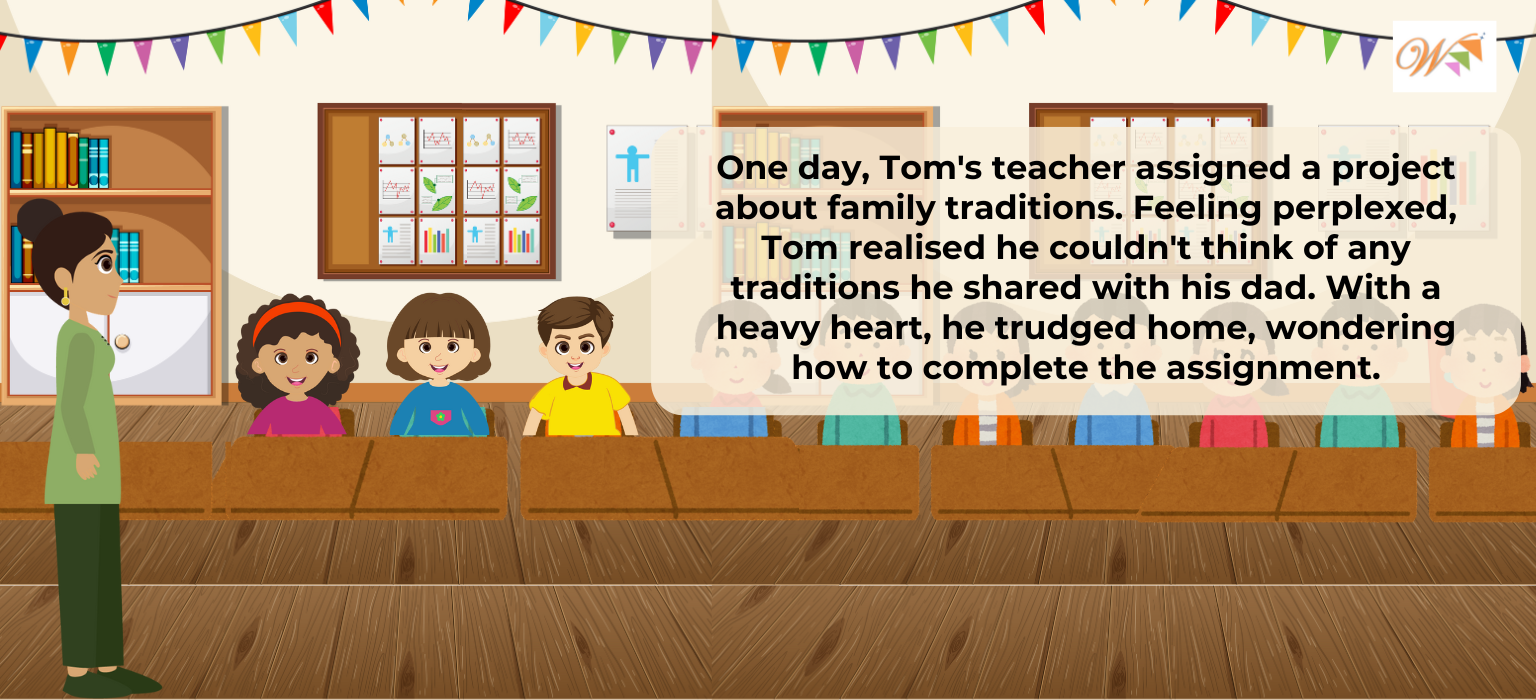 W
One day, Tom's teacher assigned a project
about family traditions. Feeling perplexed,
Tom realised he couldn't think of any
traditions he shared with his dad. With a
heavy heart, he trudged home, wondering
how to complete the assignment.